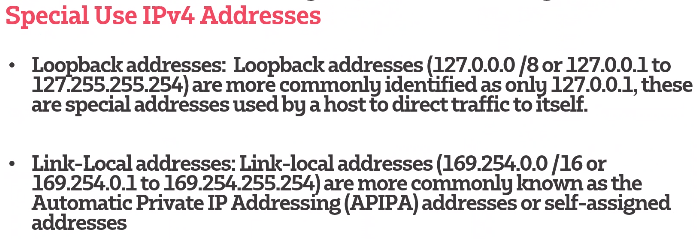 Special Use IPv4 Addresses
• Loopback addresses: Loopback addresses (127.0.0.0 /8 or 127.0.0.1 to
127.255.255.254) are more commonly identified as only 127.0.0.1, these
are special addresses used by a host to direct traffic to itself.
• Link-Local addresses: Link-local addresses (169.254.0.0 /16 or
169.254.0.1 to 169.254.255.254) are more commonly known as the
Automatic Private IP Addressing (APIPA) addresses or self-assigned
addresses